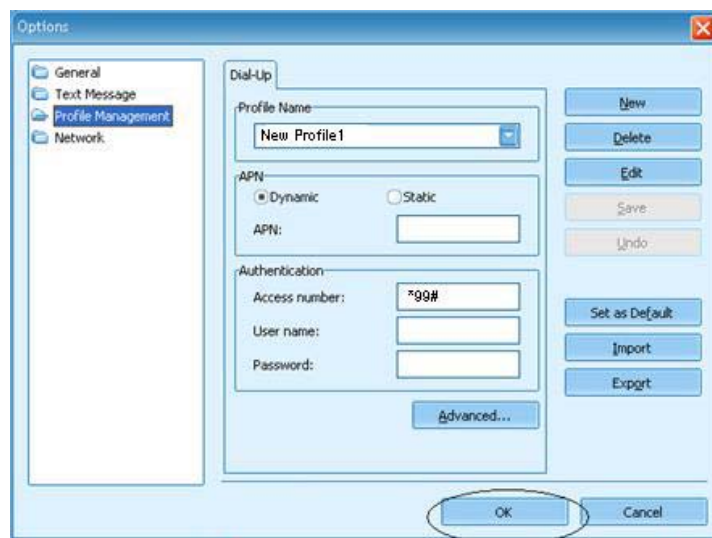 Options
General
Text Message
Profile Management
Network
Dial-Up
Profile Name
New Profile1
APN
Dynamic
Static
APN:
Authentication
Access number:
*99#
User name:
Password:
Advanced...
New
Delete
Edit
Save
Undo
Set as Default
Import
Export
OK
Cancel